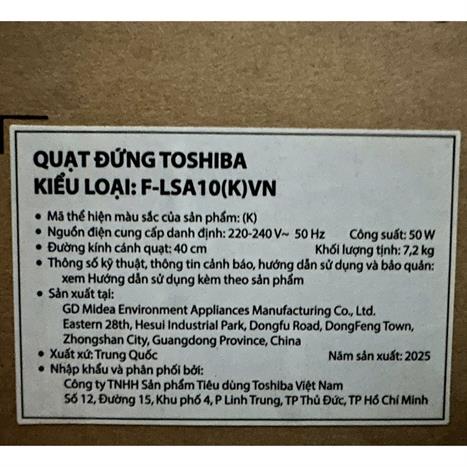 QUẠT ĐỨNG TOSHIBA
KIỂU LOẠI: F-LSA10(K)VN
• Mã thể hiện màu sắc của sản phẩm: (K)
• Nguồn điện cung cấp danh định: 220-240 V~ 50 Hz Công suất: 50 W
• Đường kính cánh quạt: 40 cm Khối lượng tịnh: 7,2 kg
• Thông số kỹ thuật, thông tin cảnh báo, hướng dẫn sử dụng và bảo quản:
xem Hướng dẫn sử dụng kèm theo sản phẩm
• Sản xuất tại:
GD Midea Environment Appliances Manufacturing Co., Ltd.
Eastern 28th, Hesui Industrial Park, Dongfu Road, DongFeng Town,
Zhongshan City, Guangdong Province, China
• Xuất xứ: Trung Quốc Năm sản xuất: 2025
• Nhập khẩu và phân phối bởi:
Công ty TNHH Sản phẩm Tiêu dùng Toshiba Việt Nam
Số 12, Đường 15, Khu phố 4, P Linh Trung, TP Thủ Đức, TP Hồ Chí Minh